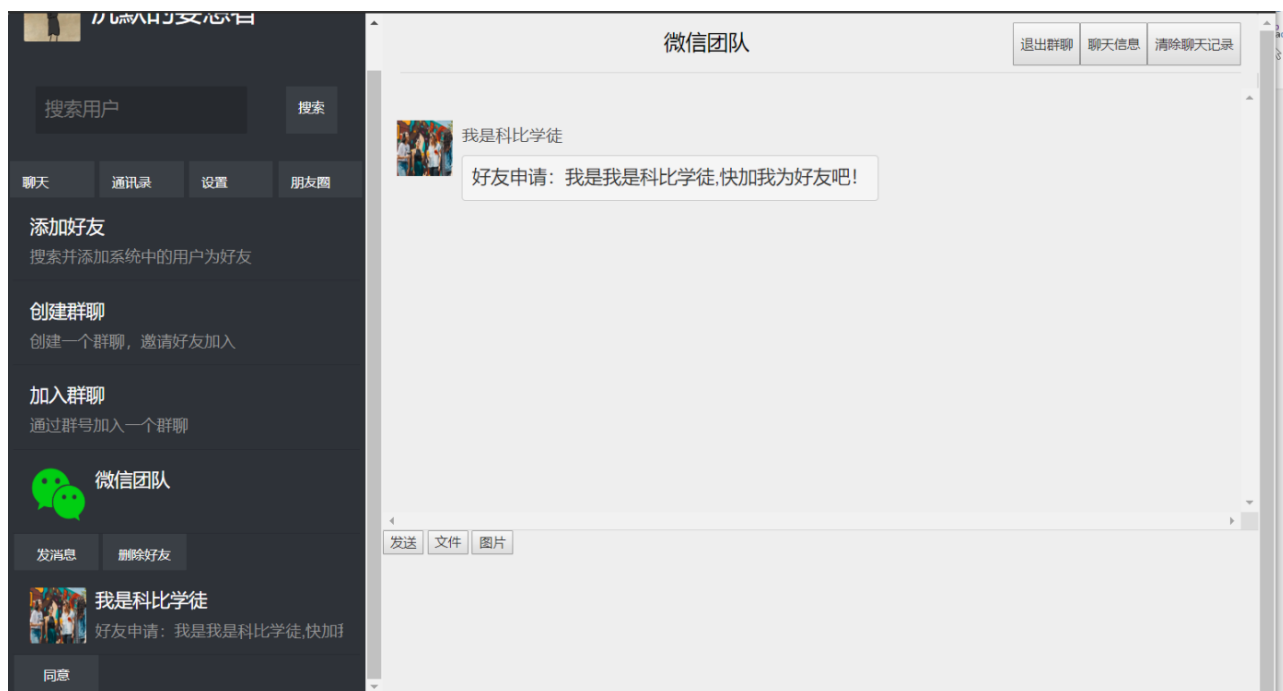 沉默的妄想者
搜索用户
搜索
聊天
通讯录
设置
朋友圈
添加好友
搜索并添加系统中的用户为好友
创建群聊
创建一个群聊，邀请好友加入
加入群聊
通过群号加入一个群聊
微信团队
发消息
删除好友
我是科比学徒
好友申请：我是我是科比学徒,快加我
同意
微信团队
退出群聊
聊天信息
清除聊天记录
我是科比学徒
好友申请：我是我是科比学徒,快加我为好友吧！
发送
文件
图片